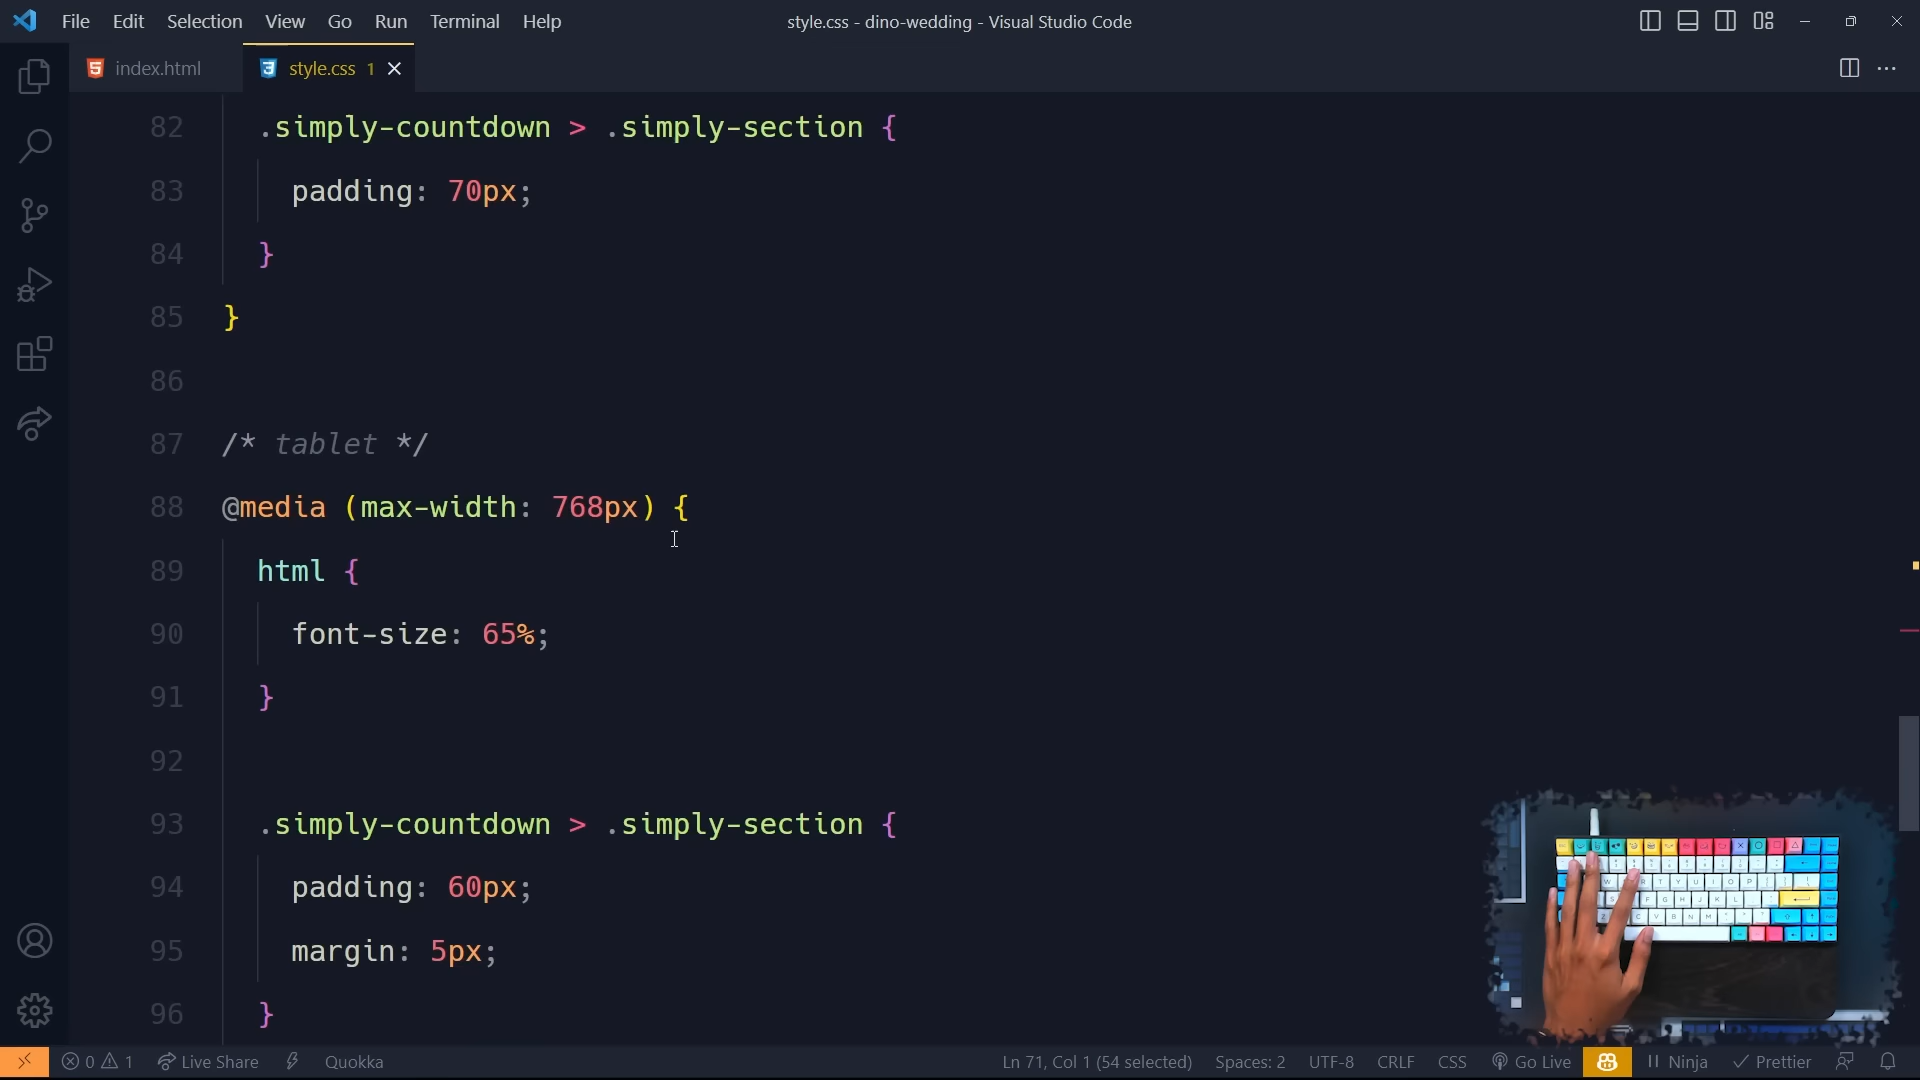 File Edit Selection View Go Run Terminal Help
style.css - dino-wedding - Visual Studio Code
index.html
style.css 1
82 .simply-countdown > .simply-section {
83 padding: 70px;
84 }
85 }
86
87 /* tablet */
88 @media (max-width: 768px) {
89 html {
90 font-size: 65%;
91 }
92
93 .simply-countdown > .simply-section {
94 padding: 60px;
95 margin: 5px;
96 }
0 1 Live Share Quokka Ln 71, Col 1 (54 selected) Spaces: 2 UTF-8 CRLF CSS Go Live Ninja Prettier